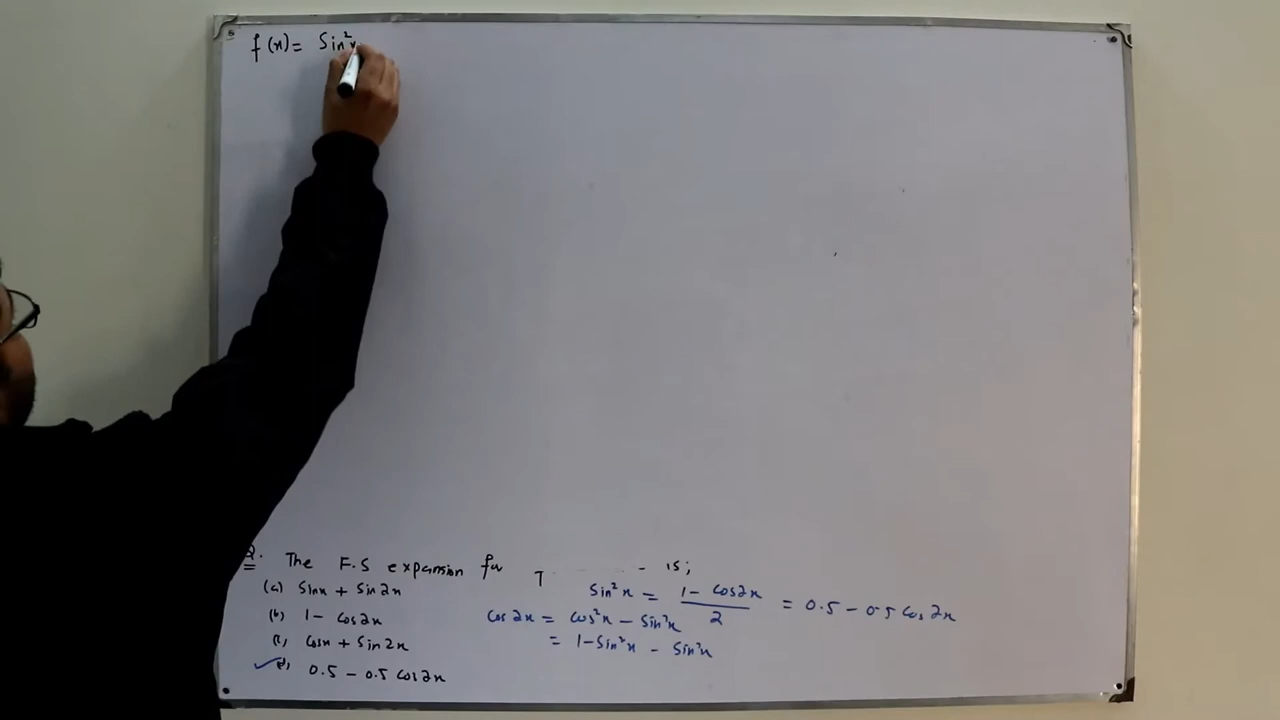 f(x) = Sin²x
Q. The F.S expansion for is;
(a) Sinx + Sin2x
(b) 1 - Cos2x
(c) Cosx + Sin2x
(d) 0.5 - 0.5 Cos2x
Sin²x = 1 - Cos2x / 2 = 0.5 - 0.5 Cos2x
Cos2x = Cos²x - Sin²x
= 1 - Sin²x - Sin²x